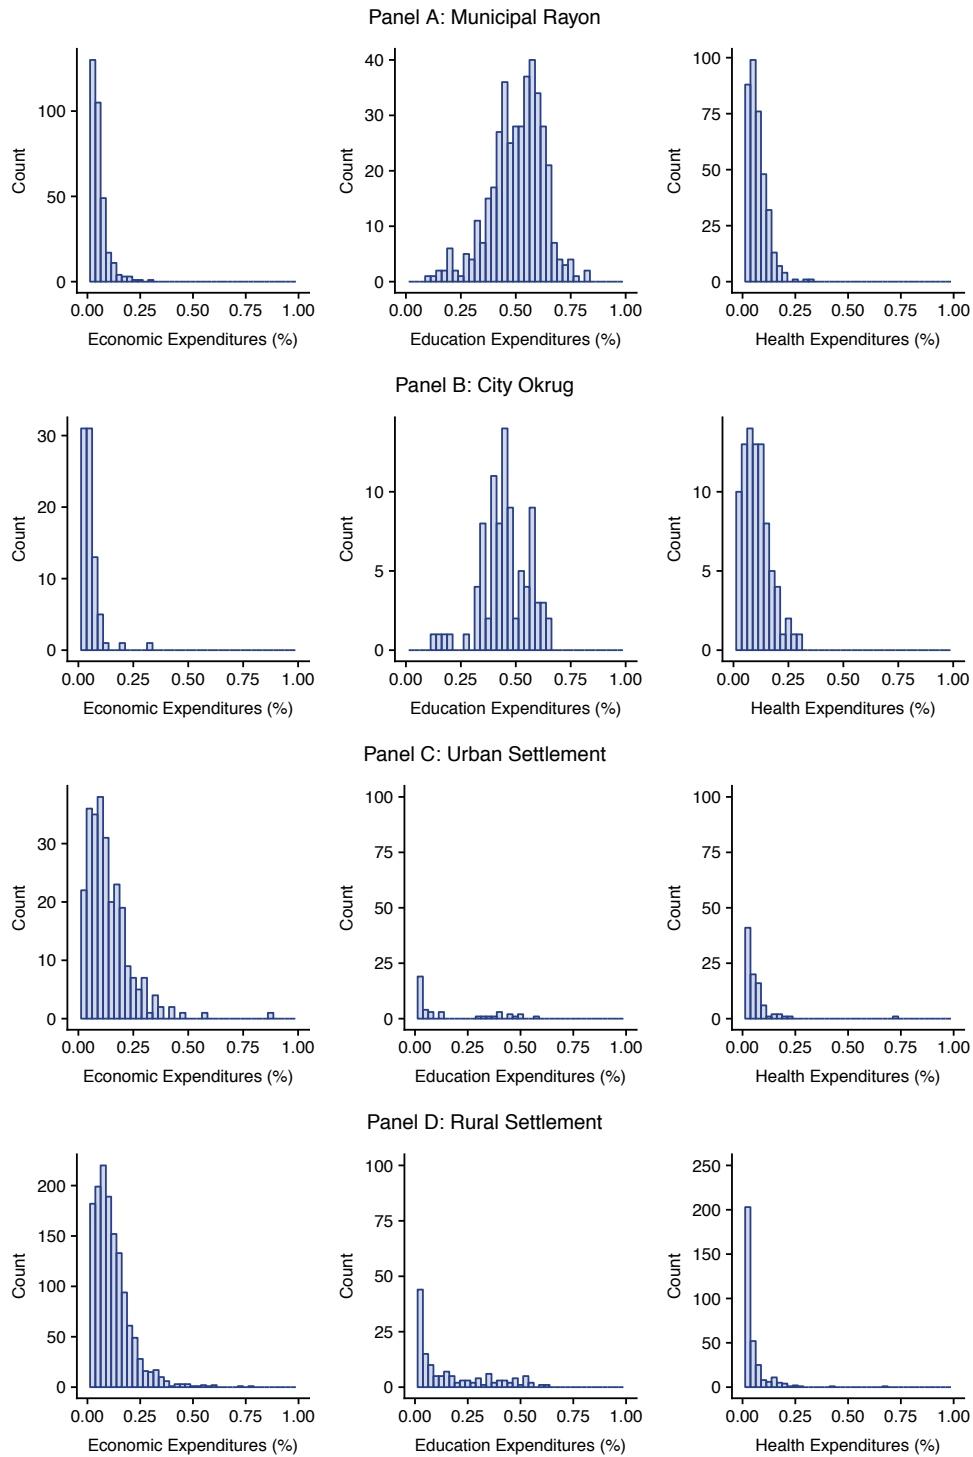 Panel A: Municipal Rayon
Count
100
50
0
0.00 0.25 0.50 0.75 1.00
Economic Expenditures (%)
Count
40
30
20
10
0
0.00 0.25 0.50 0.75 1.00
Education Expenditures (%)
Count
100
75
50
25
0
0.00 0.25 0.50 0.75 1.00
Health Expenditures (%)
Panel B: City Okrug
Count
30
20
10
0
0.00 0.25 0.50 0.75 1.00
Economic Expenditures (%)
Count
10
5
0
0.00 0.25 0.50 0.75 1.00
Education Expenditures (%)
Count
10
5
0
0.00 0.25 0.50 0.75 1.00
Health Expenditures (%)
Panel C: Urban Settlement
Count
30
20
10
0
0.00 0.25 0.50 0.75 1.00
Economic Expenditures (%)
Count
100
75
50
25
0
0.00 0.25 0.50 0.75 1.00
Education Expenditures (%)
Count
100
75
50
25
0
0.00 0.25 0.50 0.75 1.00
Health Expenditures (%)
Panel D: Rural Settlement
Count
200
150
100
50
0
0.00 0.25 0.50 0.75 1.00
Economic Expenditures (%)
Count
100
75
50
25
0
0.00 0.25 0.50 0.75 1.00
Education Expenditures (%)
Count
250
200
150
100
50
0
0.00 0.25 0.50 0.75 1.00
Health Expenditures (%)